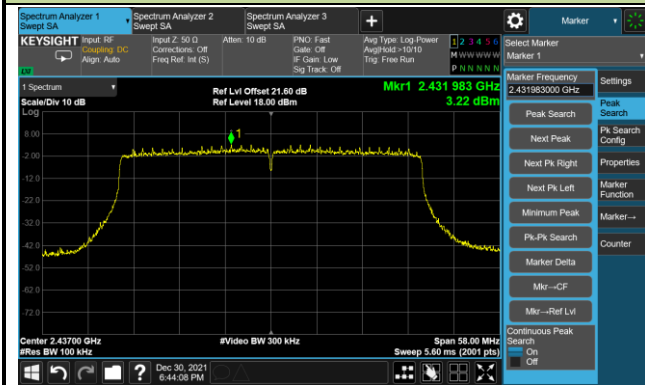 Spectrum Analyzer 1
Swept SA
Spectrum Analyzer 2
Swept SA
Spectrum Analyzer 3
Swept SA
+
Marker
KEYSIGHT
Input: RF
Coupling: DC
Align: Auto
Input Z: 50 Ω
Corrections: Off
Freq Ref: Int (S)
Atten: 10 dB
PNO: Fast
Gate: Off
IF Gain: Low
Sig Track: Off
Avg Type: Log-Power
Avg|Hold:>10/10
Trig: Free Run
1 2 3 4 5 6
M W W W W W
P N N N N N
Select Marker
Marker 1
1 Spectrum
Scale/Div 10 dB
Ref Lvl Offset 21.60 dB
Ref Level 18.00 dBm
Mkr1 2.431 983 GHz
3.22 dBm
Log
1
8.00
-2.00
-12.0
-22.0
-32.0
-42.0
-52.0
-62.0
-72.0
Center 2.43700 GHz
#Res BW 100 kHz
#Video BW 300 kHz
Span 58.00 MHz
Sweep 5.60 ms (2001 pts)
Marker Frequency
2.431983000 GHz
Peak Search
Next Peak
Next Pk Right
Next Pk Left
Minimum Peak
Pk-Pk Search
Marker Delta
Mkr→CF
Mkr→Ref Lvl
Continuous Peak
Search
On
Off
Settings
Peak
Search
Pk Search
Config
Properties
Marker
Function
Marker→
Counter
?
Dec 30, 2021
6:44:08 PM